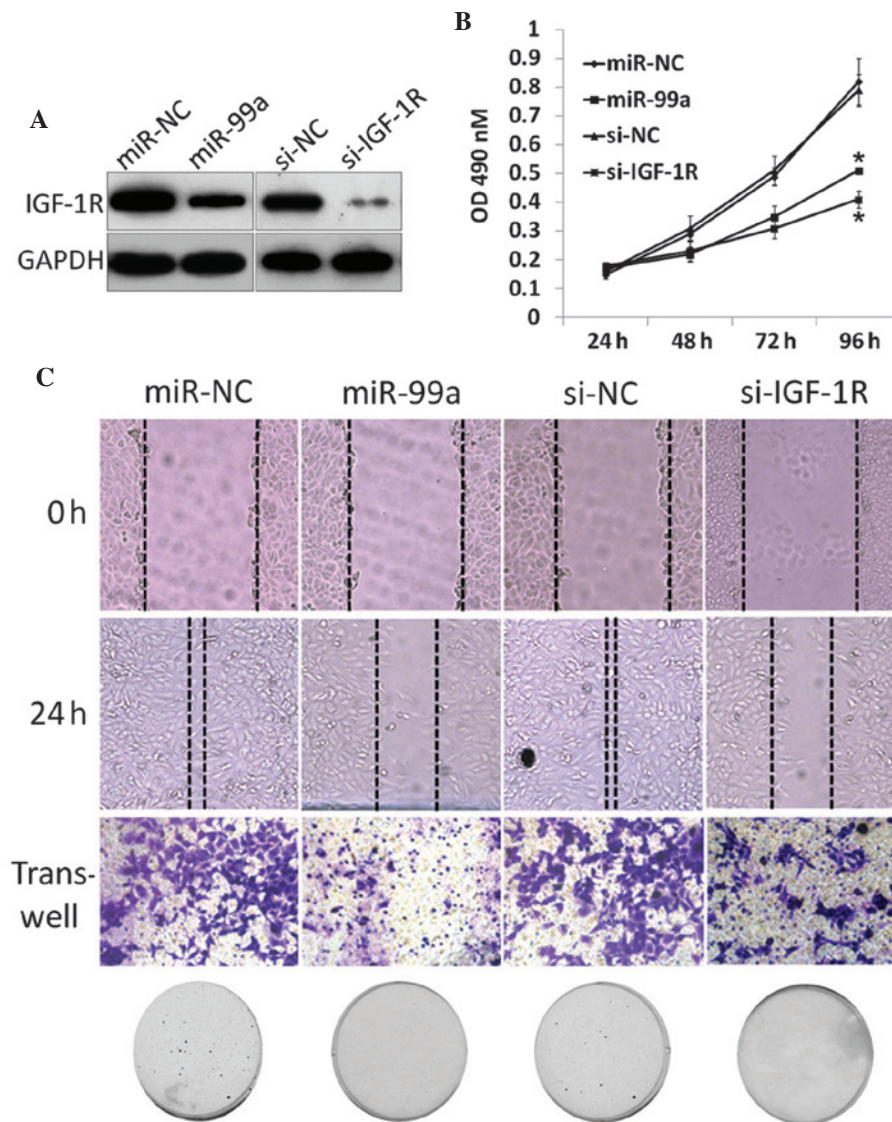 A
miR-NC miR-99a si-NC si-IGF-1R
IGF-1R
GAPDH
B
1
0.9
0.8
0.7
0.6
0.5
0.4
0.3
0.2
0.1
0
OD 490 nM
miR-NC
miR-99a
si-NC
si-IGF-1R
*
*
24 h 48 h 72 h 96 h
C
miR-NC miR-99a si-NC si-IGF-1R
0 h
24 h
Trans-
well